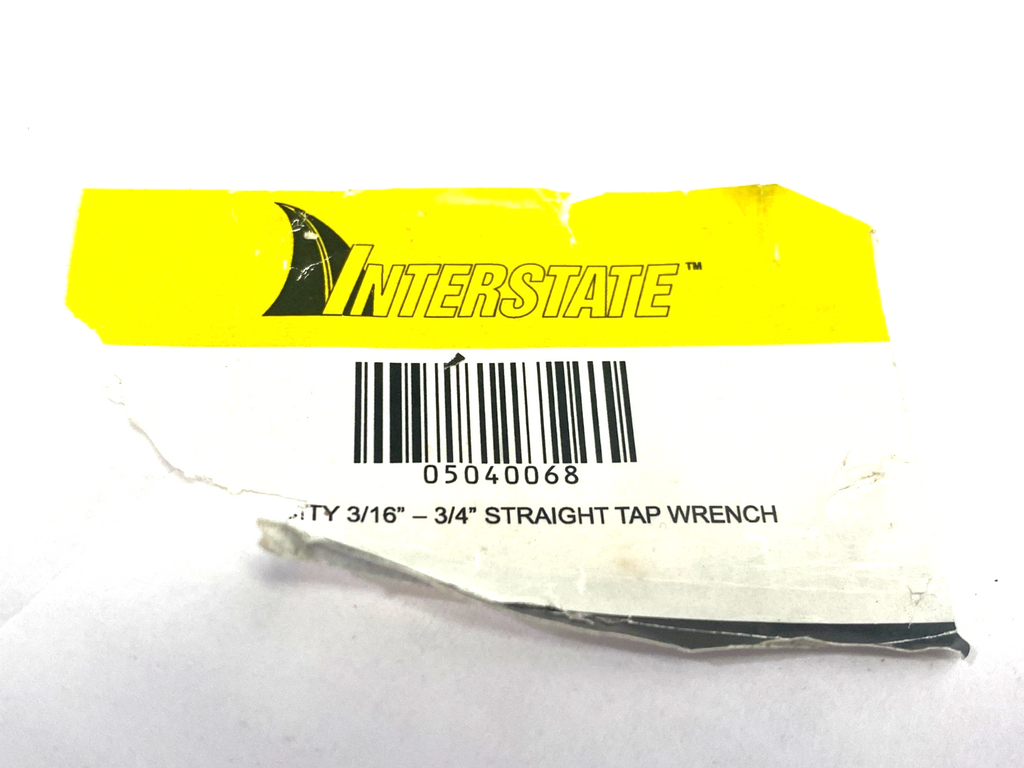 INTERSTATE™
05040068
3/16” – 3/4” STRAIGHT TAP WRENCH